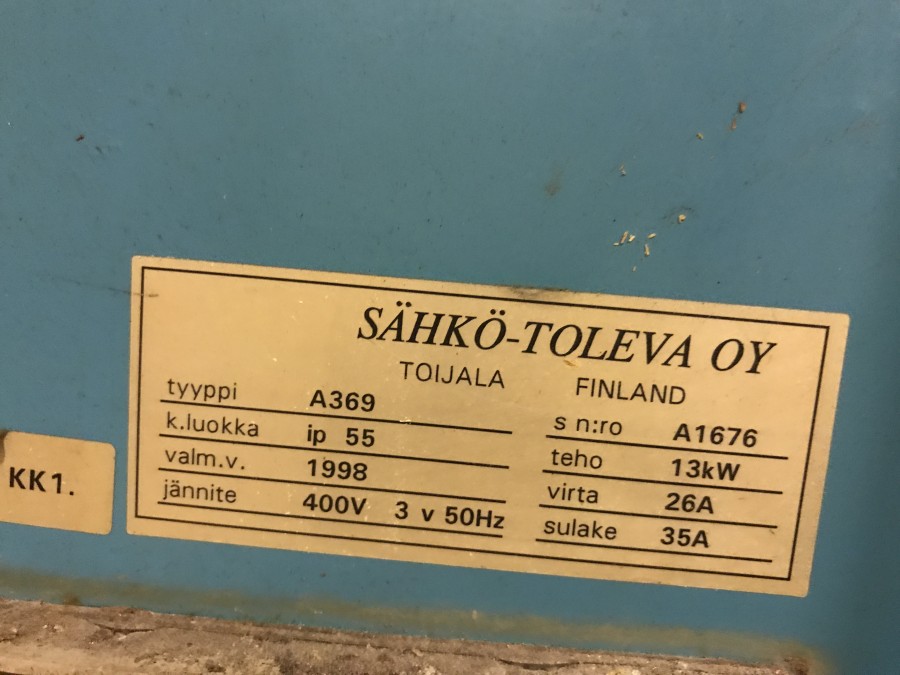 SÄHKÖ-TOLEVA OY
TOIJALA FINLAND
tyyppi A369
k.luokka ip 55
valm.v. 1998
jännite 400V 3 v 50Hz
s n:ro A1676
teho 13kW
virta 26A
sulake 35A
KK1.